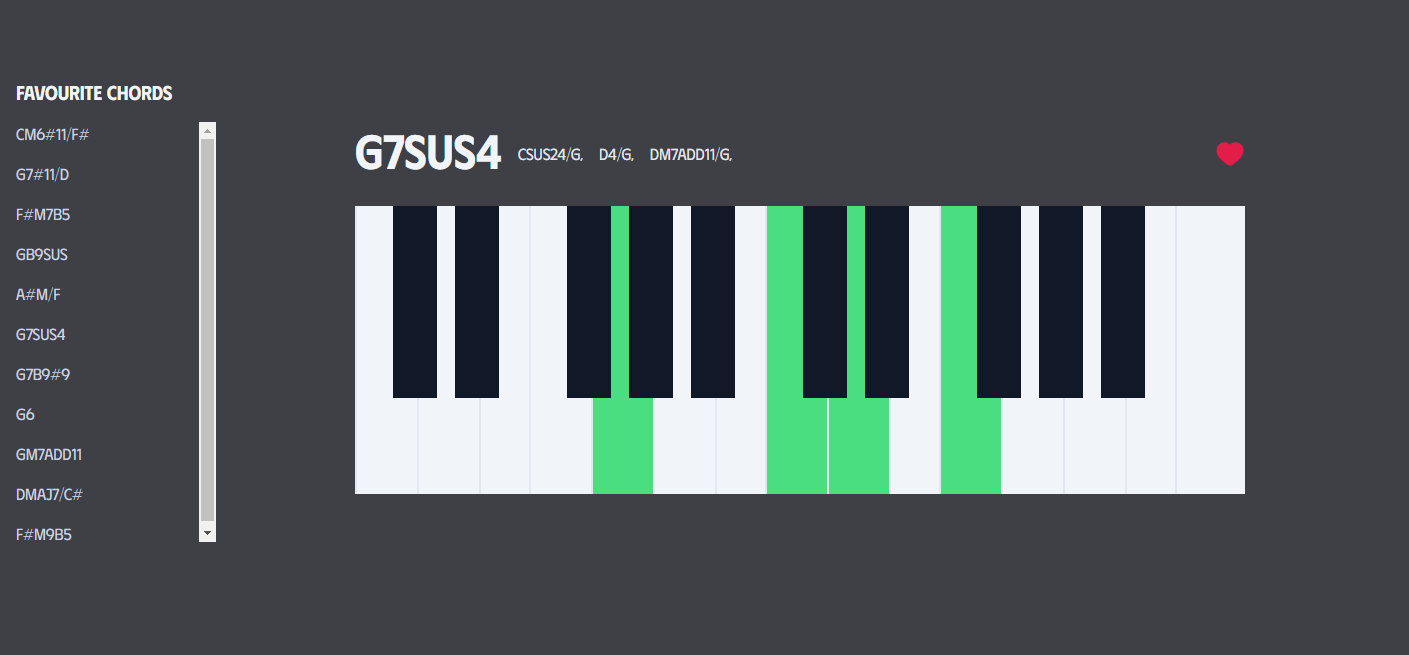 FAVOURITE CHORDS
CM6#11/F#
G7#11/D
F#M7B5
GB9SUS
A#M/F
G7SUS4
G7B9#9
G6
GM7ADD11
DMAJ7/C#
F#M9B5
G7SUS4 CSUS24/G, D4/G, DM7ADD11/G,